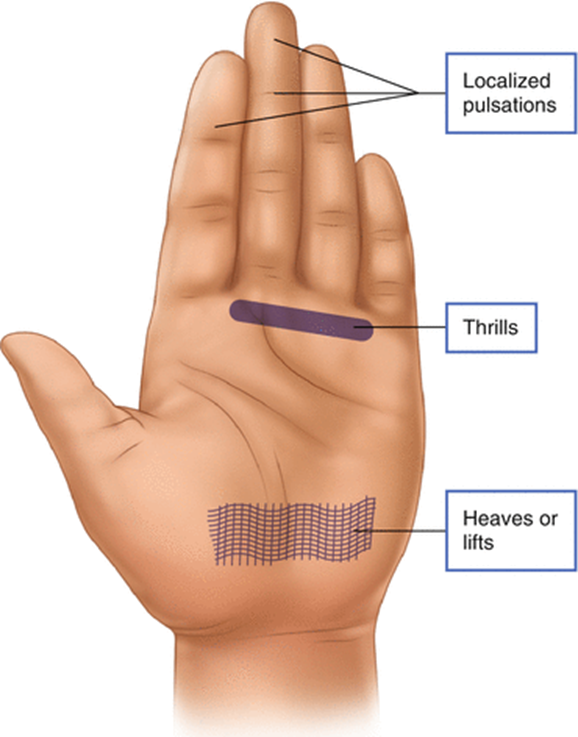 Localized
pulsations
Thrills
Heaves or
lifts